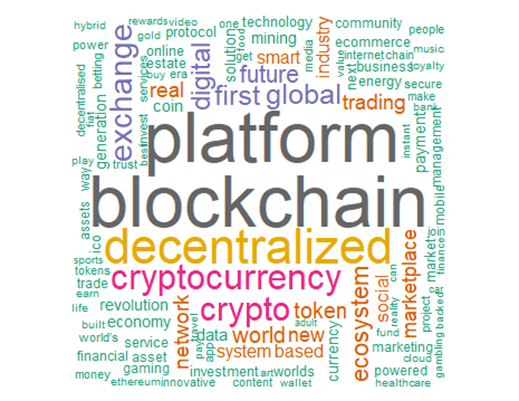 hybrid
rewards
video
one
technology
community
people
power
gold
protocol
solution
food
mining
media
industry
ecommerce
music
decentralised
betting
exchange
online
estate
digital
get
smart
value
next
internet
chain
business
loyalty
buy
era
services
real
future
energy
secure
fiat
generation
coin
first
global
trading
make
bank
invest
best
trust
platform
instant
payment
management
play
way
blockchain
mobile
assets
ico
decentralized
marketplace
market
finance
sports
tokens
trade
cryptocurrency
ecosystem
social
can
earn
life
revolution
network
crypto
token
reality
project
backed
gambling
built
economy
travel
data
world
new
adult
currency
fund
world's
service
pay
app
system
based
marketing
cloud
financial
asset
gaming
investment
art
worlds
powered
money
ethereum
innovative
content
wallet
healthcare